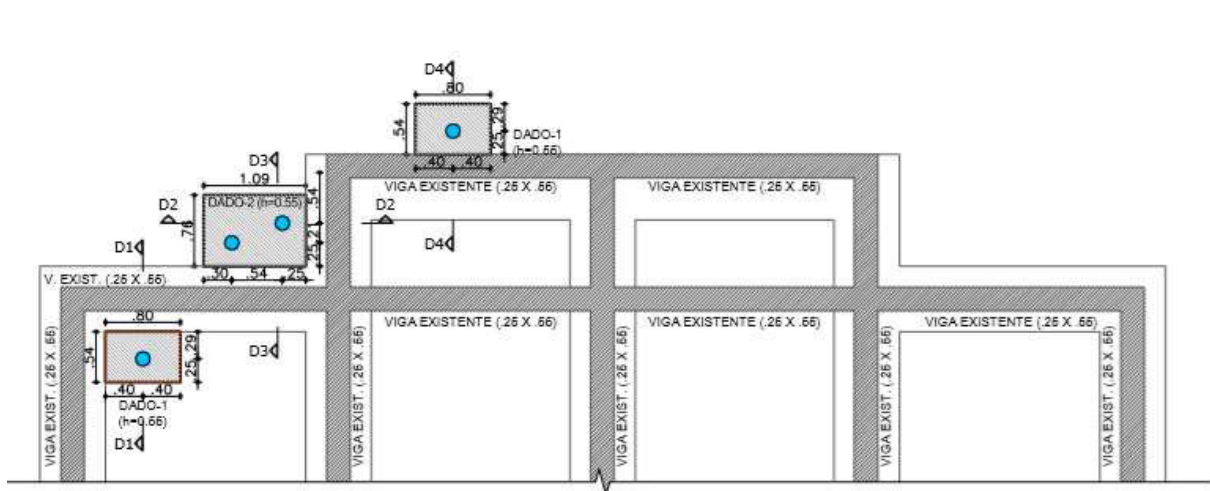 D4
.80
.54
.29
.25
DADO-1
(h=0.55)
.40 .40
D3
1.09
VIGA EXISTENTE (.25 X .55)
VIGA EXISTENTE (.25 X .55)
.54
DADO-2 (h=0.55)
D2
D2
.76
.21
.25
D1
D4
.30 .54 .25
V. EXIST. (.25 X .55)
.80
VIGA EXISTENTE (.25 X .55)
VIGA EXISTENTE (.25 X .55)
VIGA EXISTENTE (.25 X .55)
.54
.29
.25
D3
.40 .40
DADO-1
(h=0.55)
D1
VIGA EXIST. (.25 X .55)
VIGA EXIST. (.25 X .55)
VIGA EXIST. (.25 X .55)
VIGA EXIST. (.25 X .55)
VIGA EXIST. (.25 X .55)